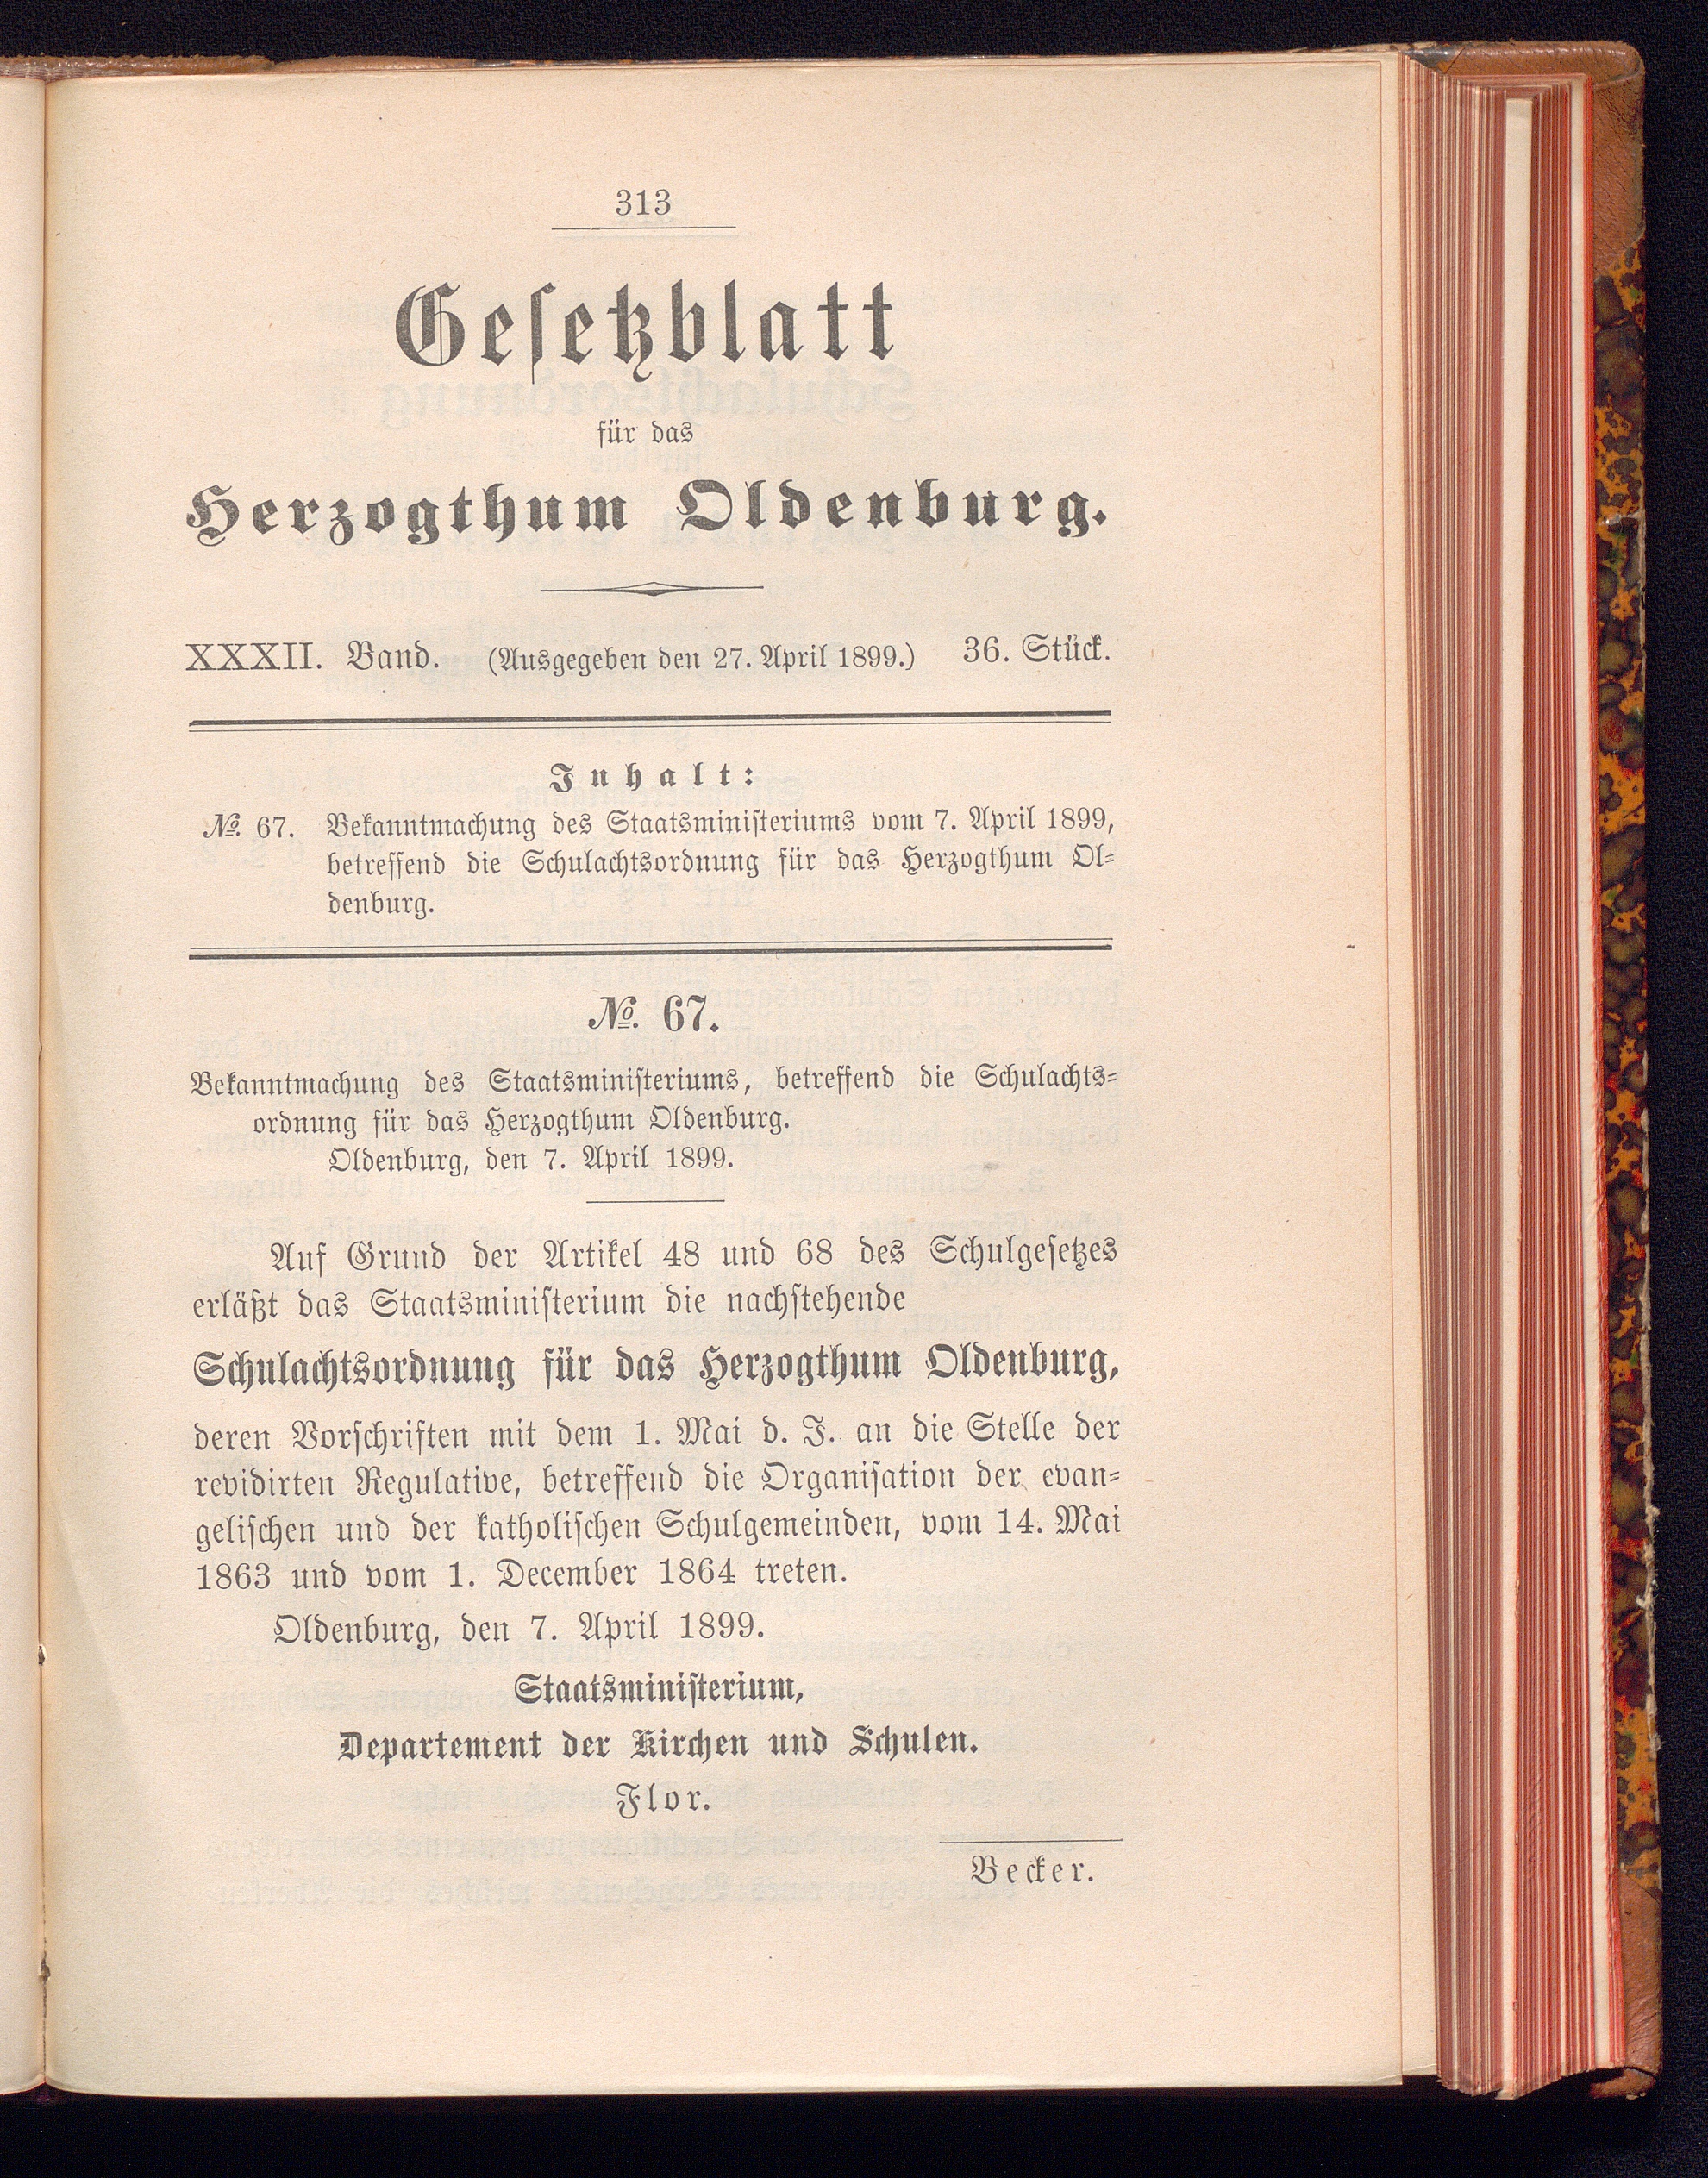 313
Gesetzblatt
für das
Herzogthum Oldenburg.
XXXII. Band. (Ausgegeben den 27. April 1899.) 36. Stück.
Inhalt:
№. 67. Bekanntmachung des Staatsministeriums vom 7. April 1899,
betreffend die Schulachtsordnung für das Herzogthum Ol-
denburg.
№. 67.
Bekanntmachung des Staatsministeriums, betreffend die Schulachts-
ordnung für das Herzogthum Oldenburg.
Oldenburg, den 7. April 1899.
Auf Grund der Artikel 48 und 68 des Schulgesetzes
erläßt das Staatsministerium die nachstehende
Schulachtsordnung für das Herzogthum Oldenburg,
deren Vorschriften mit dem 1. Mai d. J. an die Stelle der
revidirten Regulative, betreffend die Organisation der evan-
gelischen und der katholischen Schulgemeinden, vom 14. Mai
1863 und vom 1. December 1864 treten.
Oldenburg, den 7. April 1899.
Staatsministerium,
Departement der Kirchen und Schulen.
Flor.
Becker.